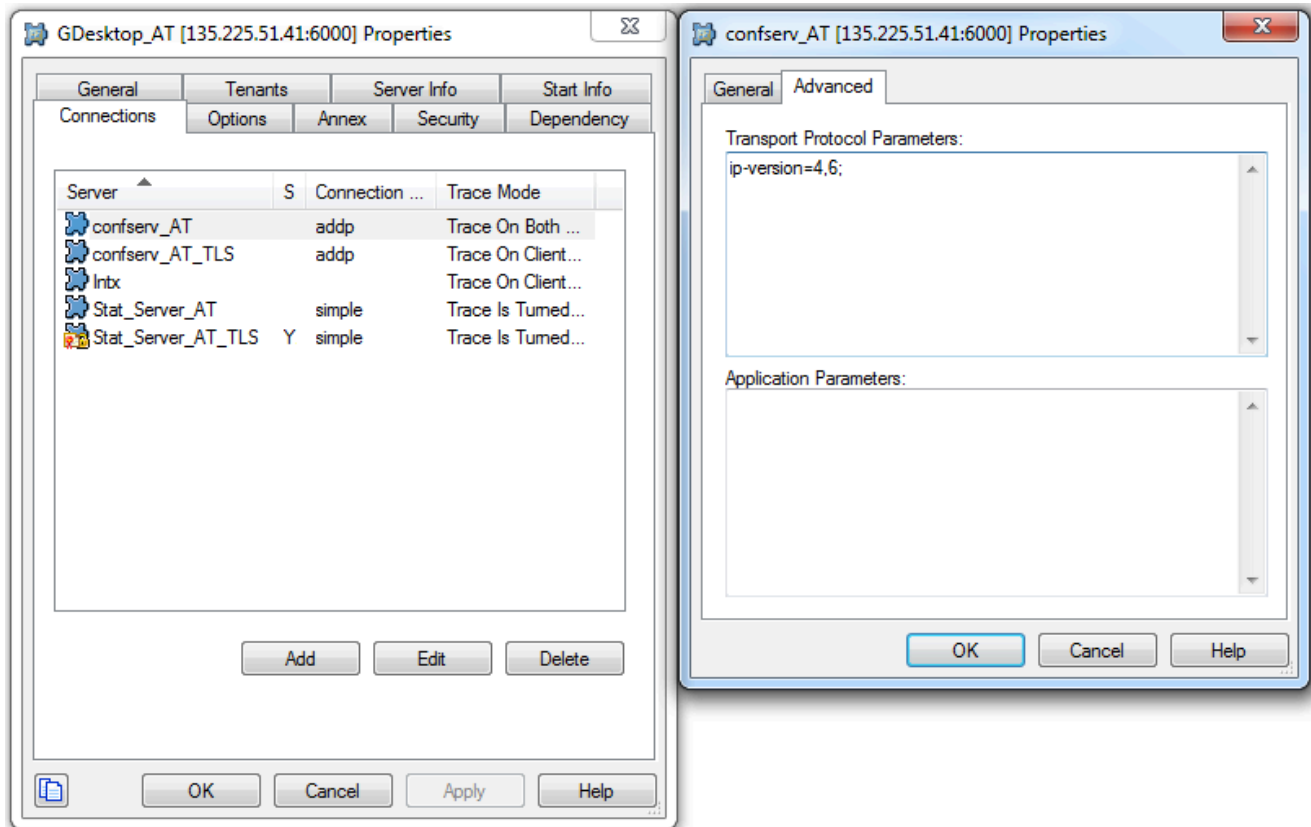 GDesktop_AT [135.225.51.41:6000] Properties
General Tenants Server Info Start Info
Connections Options Annex Security Dependency
Server S Connection ... Trace Mode
confserv_AT addp Trace On Both ...
confserv_AT_TLS addp Trace On Client...
Intx Trace On Client...
Stat_Server_AT simple Trace Is Turned...
Stat_Server_AT_TLS Y simple Trace Is Turned...
Add Edit Delete
OK Cancel Apply Help
confserv_AT [135.225.51.41:6000] Properties
General Advanced
Transport Protocol Parameters:
ip-version=4,6;
Application Parameters:
OK Cancel Help